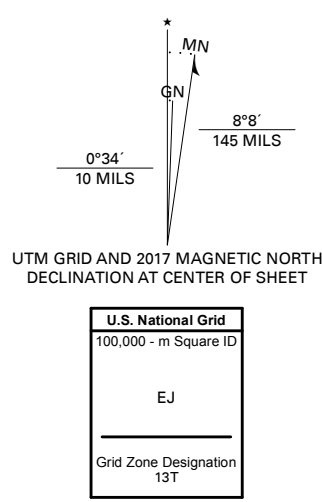 ★
MN
GN
8°8´
145 MILS
0°34´
10 MILS
UTM GRID AND 2017 MAGNETIC NORTH
DECLINATION AT CENTER OF SHEET
U.S. National Grid
100,000 - m Square ID
EJ
Grid Zone Designation
13T